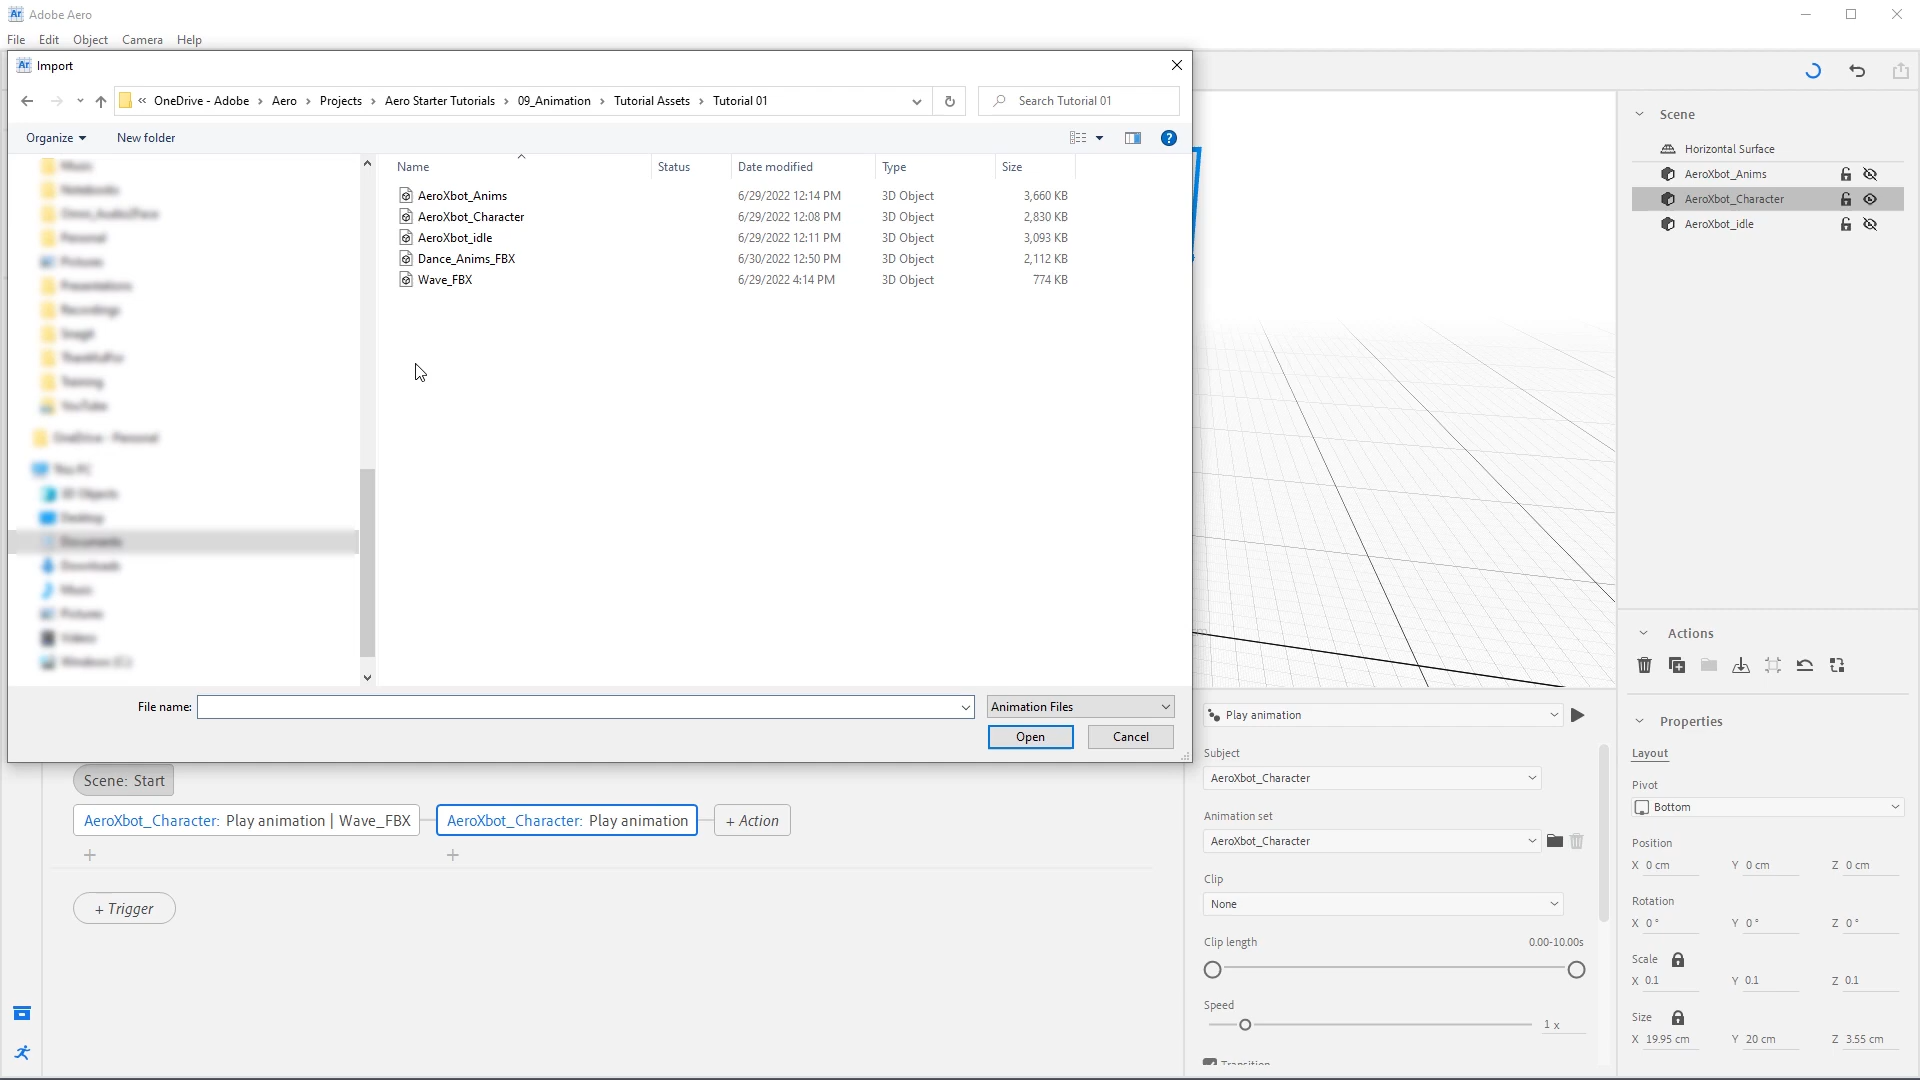 Adobe Aero
File Edit Object Camera Help
Import
« OneDrive - Adobe › Aero › Projects › Aero Starter Tutorials › 09_Animation › Tutorial Assets › Tutorial 01
Search Tutorial 01
Organize New folder
Name Status Date modified Type Size
AeroXbot_Anims 6/29/2022 12:14 PM 3D Object 3,660 KB
AeroXbot_Character 6/29/2022 12:08 PM 3D Object 2,830 KB
AeroXbot_idle 6/29/2022 12:11 PM 3D Object 3,093 KB
Dance_Anims_FBX 6/30/2022 12:50 PM 3D Object 2,112 KB
Wave_FBX 6/29/2022 4:14 PM 3D Object 774 KB
File name: Animation Files
Open Cancel
Scene
Horizontal Surface
AeroXbot_Anims
AeroXbot_Character
AeroXbot_idle
Scene: Start
AeroXbot_Character: Play animation | Wave_FBX
AeroXbot_Character: Play animation
+ Action
+ Trigger
Play animation
Subject
AeroXbot_Character
Animation set
AeroXbot_Character
Clip
None
Clip length 0.00-10.00s
Speed
1 x
Transition
Actions
Properties
Layout
Pivot
Bottom
Position
X 0 cm Y 0 cm Z 0 cm
Rotation
X 0° Y 0° Z 0°
Scale
X 0.1 Y 0.1 Z 0.1
Size
X 19.95 cm Y 20 cm Z 3.55 cm